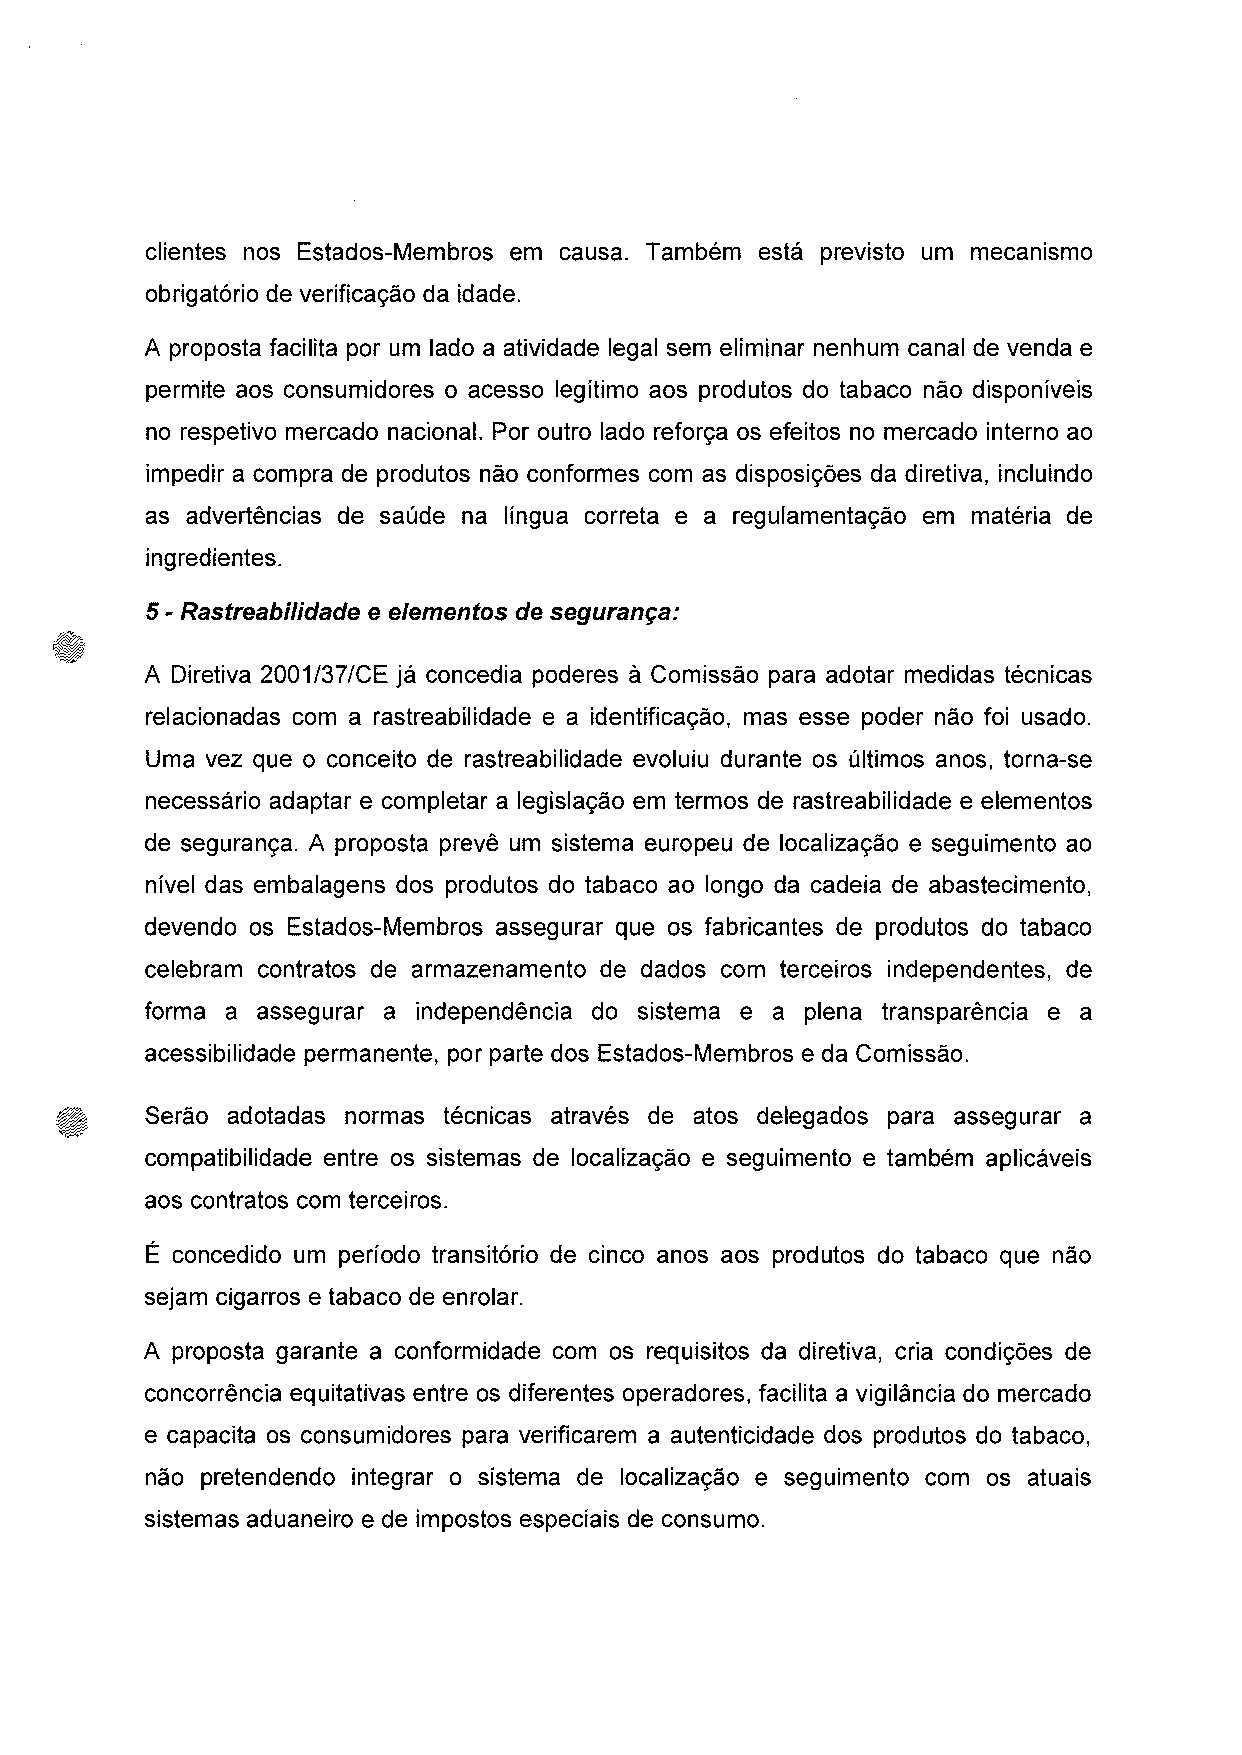 clientes nos Estados-Membros em causa. Também está previsto um mecanismo
obrigatório de verificação da idade.
A proposta facilita por um lado a atividade legal sem eliminar nenhum canal de venda e
permite aos consumidores o acesso legítimo aos produtos do tabaco não disponíveis
no respetivo mercado nacional. Por outro lado reforça os efeitos no mercado interno ao
impedir a compra de produtos não conformes com as disposições da diretiva, incluindo
as advertências de saúde na língua correta e a regulamentação em matéria de
ingredientes.
5 - Rastreabilidade e elementos de segurança:
A Diretiva 2001/37/CE já concedia poderes à Comissão para adotar medidas técnicas
relacionadas com a rastreabilidade e a identificação, mas esse poder não foi usado.
Uma vez que o conceito de rastreabilidade evoluiu durante os últimos anos, torna-se
necessário adaptar e completar a legislação em termos de rastreabilidade e elementos
de segurança. A proposta prevê um sistema europeu de localização e seguimento ao
nível das embalagens dos produtos do tabaco ao longo da cadeia de abastecimento,
devendo os Estados-Membros assegurar que os fabricantes de produtos do tabaco
celebram contratos de armazenamento de dados com terceiros independentes, de
forma a assegurar a independência do sistema e a plena transparência e a
acessibilidade permanente, por parte dos Estados-Membros e da Comissão.
Serão adotadas normas técnicas através de atos delegados para assegurar a
compatibilidade entre os sistemas de localização e seguimento e também aplicáveis
aos contratos com terceiros.
É concedido um período transitório de cinco anos aos produtos do tabaco que não
sejam cigarros e tabaco de enrolar.
A proposta garante a conformidade com os requisitos da diretiva, cria condições de
concorrência equitativas entre os diferentes operadores, facilita a vigilância do mercado
e capacita os consumidores para verificarem a autenticidade dos produtos do tabaco,
não pretendendo integrar o sistema de localização e seguimento com os atuais
sistemas aduaneiro e de impostos especiais de consumo.